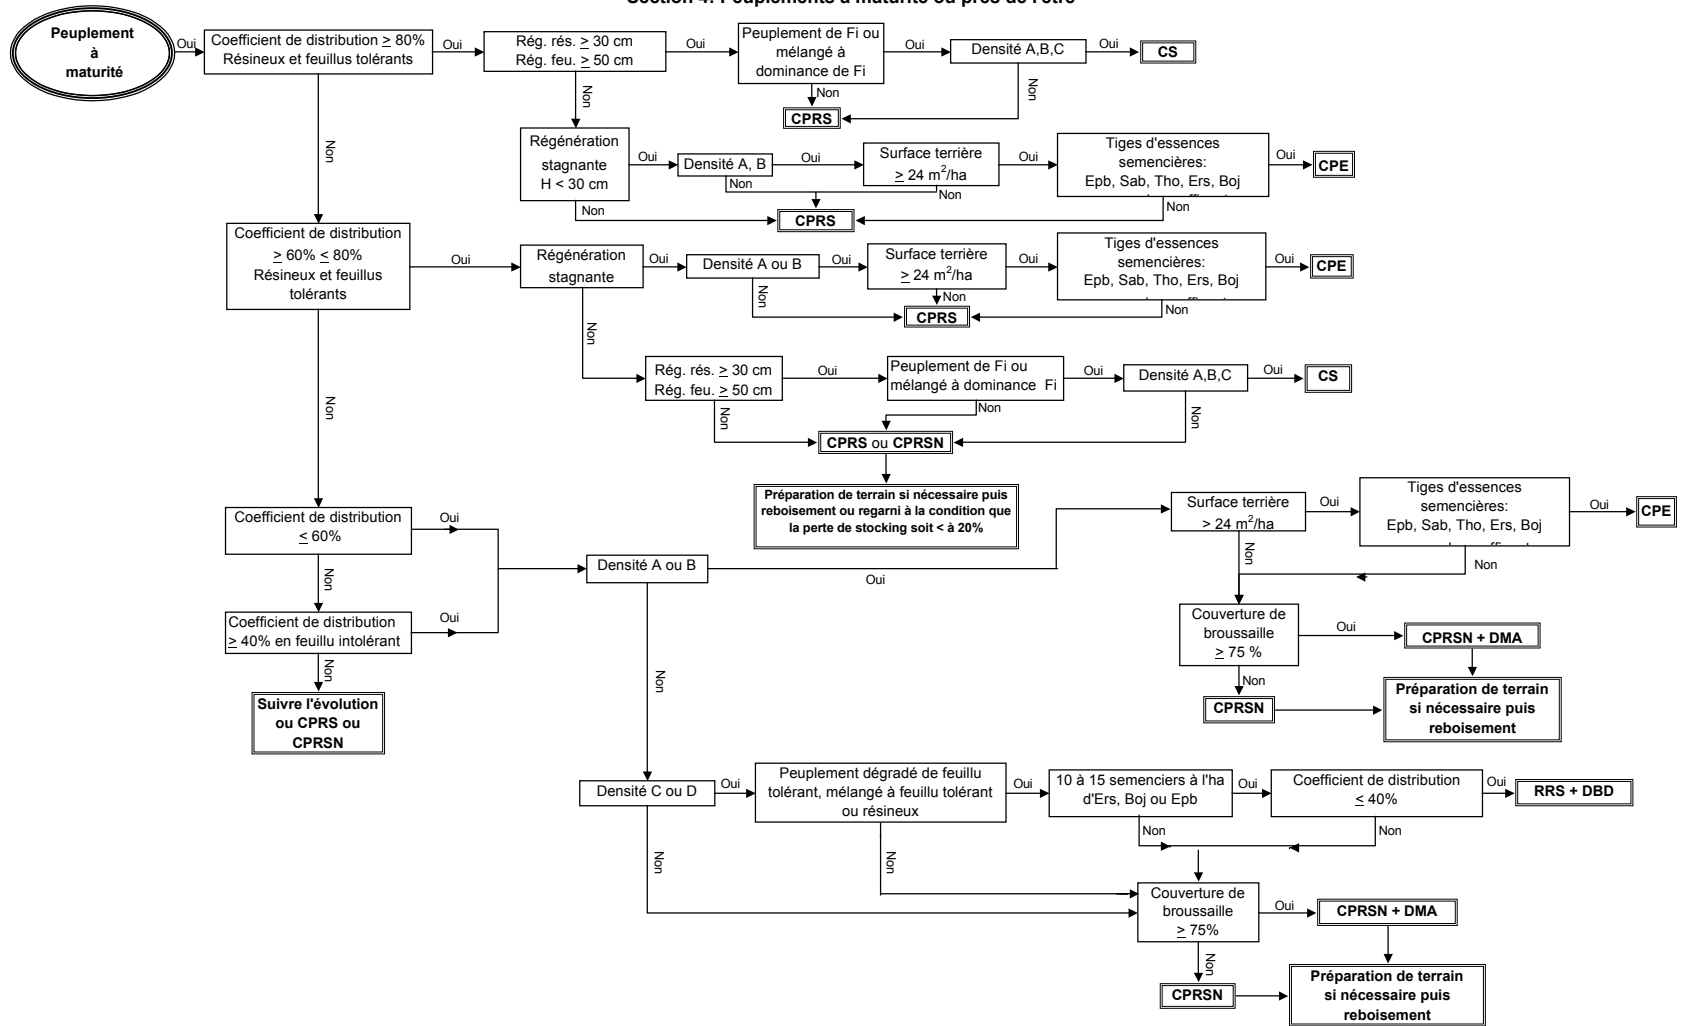 Section 4: Peuplements à maturité ou près de l'être
Peuplement
à
maturité
Oui
Coefficient de distribution > 80%
Résineux et feuillus tolérants
Oui
Rég. rés. > 30 cm
Rég. feu. > 50 cm
Oui
Peuplement de Fi ou
mélangé à
dominance de Fi
Oui
Densité A,B,C
Oui
CS
Non
Non
Non
Non
CPRS
Régénération
stagnante
H < 30 cm
Oui
Densité A, B
Oui
Surface terrière
> 24 m²/ha
Oui
Tiges d'essences
semencières:
Epb, Sab, Tho, Ers, Boj
Oui
CPE
Non
Non
Non
Non
CPRS
Coefficient de distribution
> 60% < 80%
Résineux et feuillus
tolérants
Oui
Régénération
stagnante
Oui
Densité A ou B
Oui
Surface terrière
> 24 m²/ha
Oui
Tiges d'essences
semencières:
Epb, Sab, Tho, Ers, Boj
Oui
CPE
Non
Non
Non
CPRS
Non
Non
Rég. rés. > 30 cm
Rég. feu. > 50 cm
Oui
Peuplement de Fi ou
mélangé à dominance Fi
Oui
Densité A,B,C
Oui
CS
Non
Non
Non
CPRS ou CPRSN
Préparation de terrain si nécessaire puis
reboisement ou regarni à la condition que
la perte de stocking soit < à 20%
Coefficient de distribution
< 60%
Oui
Non
Coefficient de distribution
> 40% en feuillu intolérant
Oui
Non
Suivre l'évolution
ou CPRS ou
CPRSN
Densité A ou B
Oui
Surface terrière
> 24 m²/ha
Oui
Tiges d'essences
semencières:
Epb, Sab, Tho, Ers, Boj
Oui
CPE
Non
Non
Couverture de
broussaille
> 75 %
Oui
CPRSN + DMA
Non
CPRSN
Préparation de terrain
si nécessaire puis
reboisement
Non
Densité C ou D
Oui
Peuplement dégradé de feuillu
tolérant, mélangé à feuillu tolérant
ou résineux
Oui
10 à 15 semenciers à l'ha
d'Ers, Boj ou Epb
Oui
Coefficient de distribution
< 40%
Oui
RRS + DBD
Non
Non
Non
Non
Couverture de
broussaille
> 75%
Oui
CPRSN + DMA
Non
CPRSN
Préparation de terrain
si nécessaire puis
reboisement